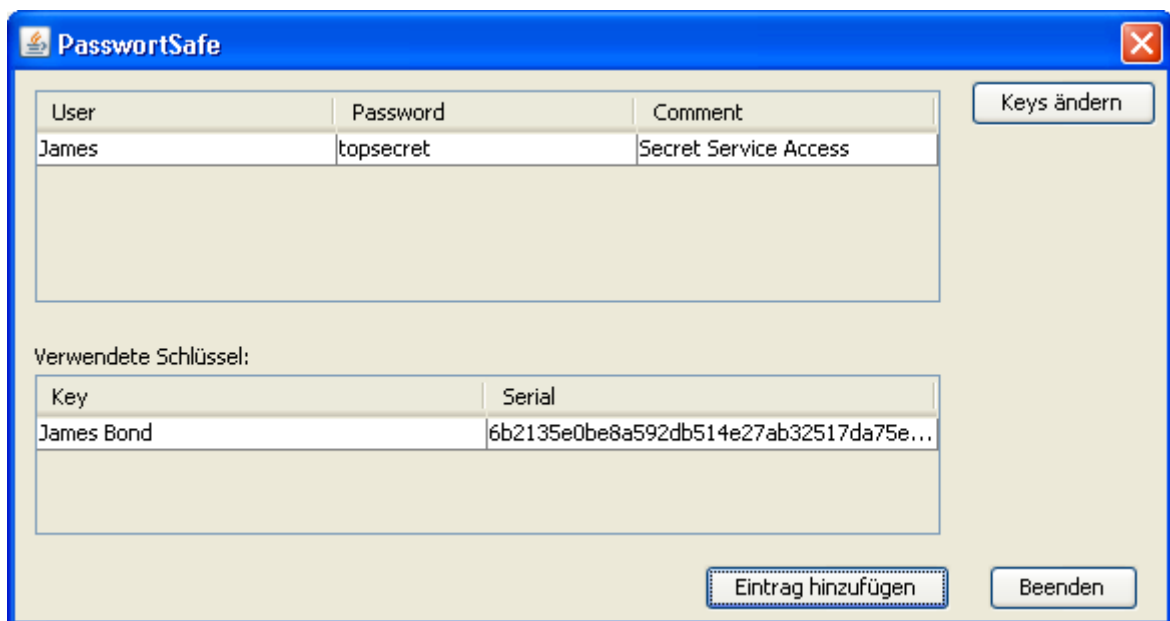 PasswortSafe
User Password Comment
Keys ändern
James topsecret Secret Service Access
Verwendete Schlüssel:
Key Serial
James Bond 6b2135e0be8a592db514e27ab32517da75e...
Eintrag hinzufügen Beenden